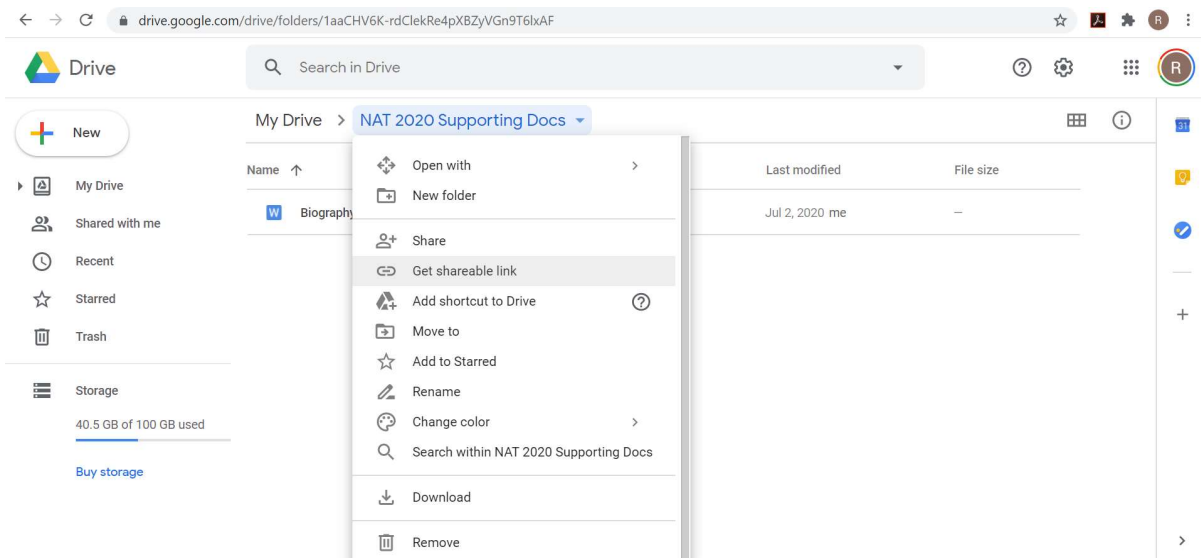 drive.google.com/drive/folders/1aaCHV6K-rdClekRe4pXBZyVGn9T6lxAF
R
Drive
Search in Drive
R
New
My Drive > NAT 2020 Supporting Docs
31
Name
Last modified
File size
W Biography
Jul 2, 2020 me
–
My Drive
Shared with me
Recent
Starred
Trash
Storage
40.5 GB of 100 GB used
Buy storage
Open with
New folder
Share
Get shareable link
Add shortcut to Drive
Move to
Add to Starred
Rename
Change color
Search within NAT 2020 Supporting Docs
Download
Remove